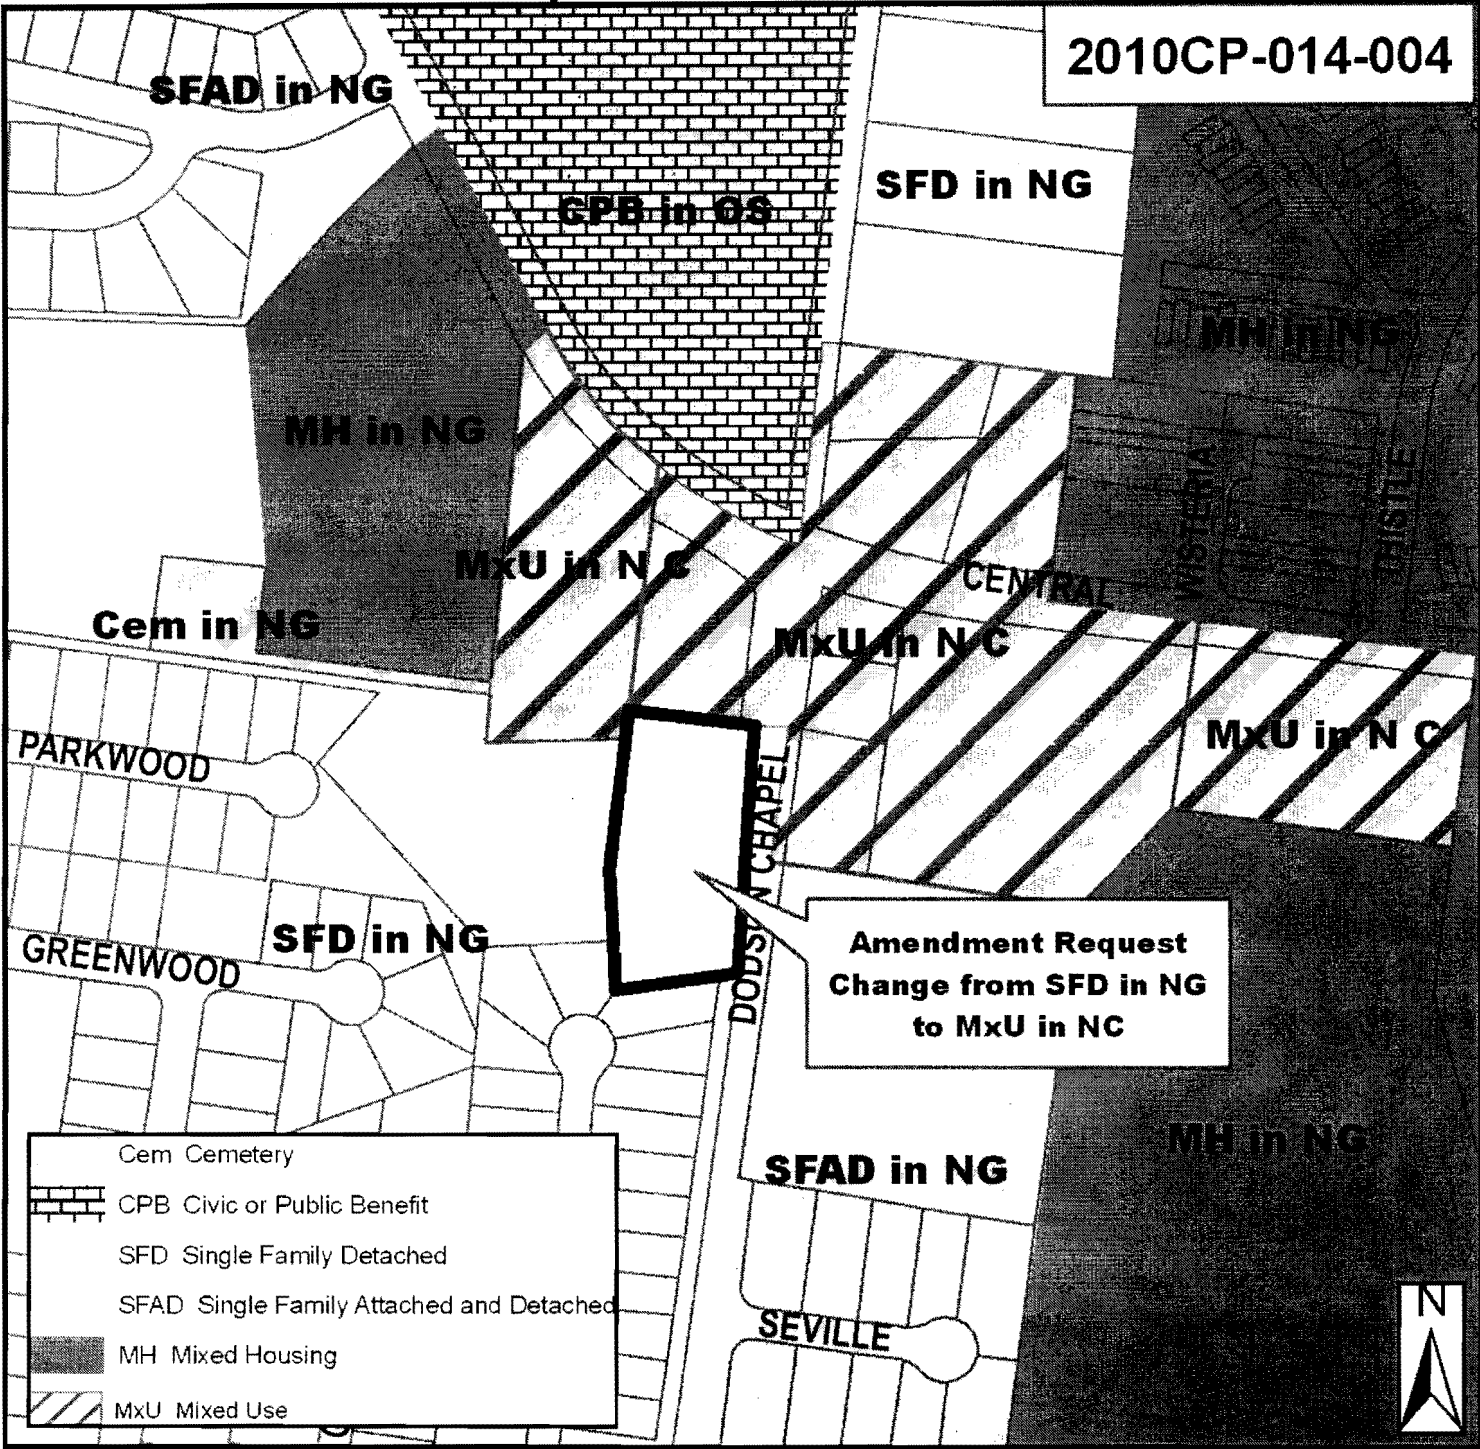 2010CP-014-004
SFAD in NG
SFD in NG
CPB in OS
MH in NG
MH in NG
WISTERIA
THISTLE
MxU in N C
CENTRAL
Cem in NG
MxU in N C
MxU in N C
PARKWOOD
DODSON CHAPEL
SFD in NG
GREENWOOD
Amendment Request
Change from SFD in NG
to MxU in NC
MH in NG
SFAD in NG
SEVILLE
Cem Cemetery
CPB Civic or Public Benefit
SFD Single Family Detached
SFAD Single Family Attached and Detached
MH Mixed Housing
MxU Mixed Use
N